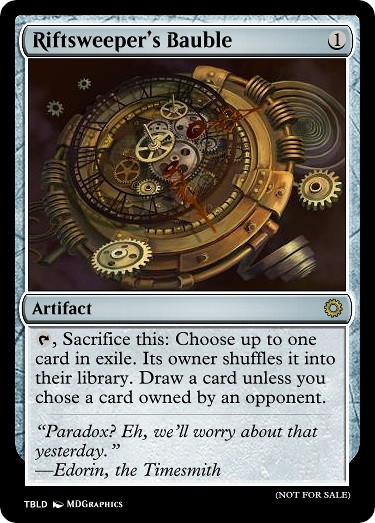 Riftsweeper's Bauble 1
Artifact
, Sacrifice this: Choose up to one
card in exile. Its owner shuffles it into
their library. Draw a card unless you
chose a card owned by an opponent.
"Paradox? Eh, we'll worry about that
yesterday."
—Edorin, the Timesmith
(NOT FOR SALE)
TBLD MDGraphics